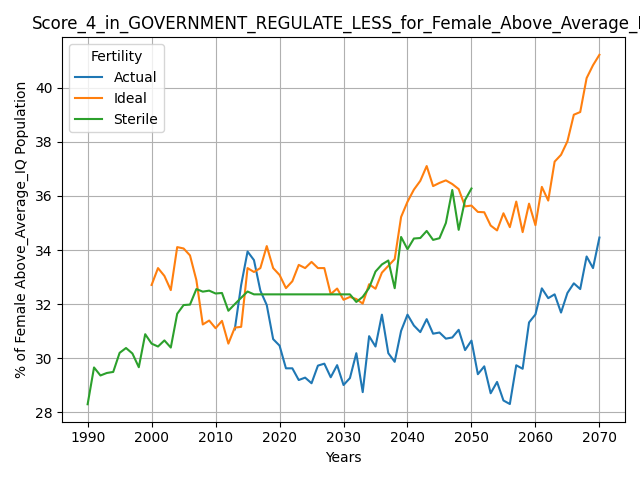 Score_4_in_GOVERNMENT_REGULATE_LESS_for_Female_Above_Average_
Fertility
Actual
Ideal
Sterile
% of Female Above_Average_IQ Population
40
38
36
34
32
30
28
1990 2000 2010 2020 2030 2040 2050 2060 2070
Years